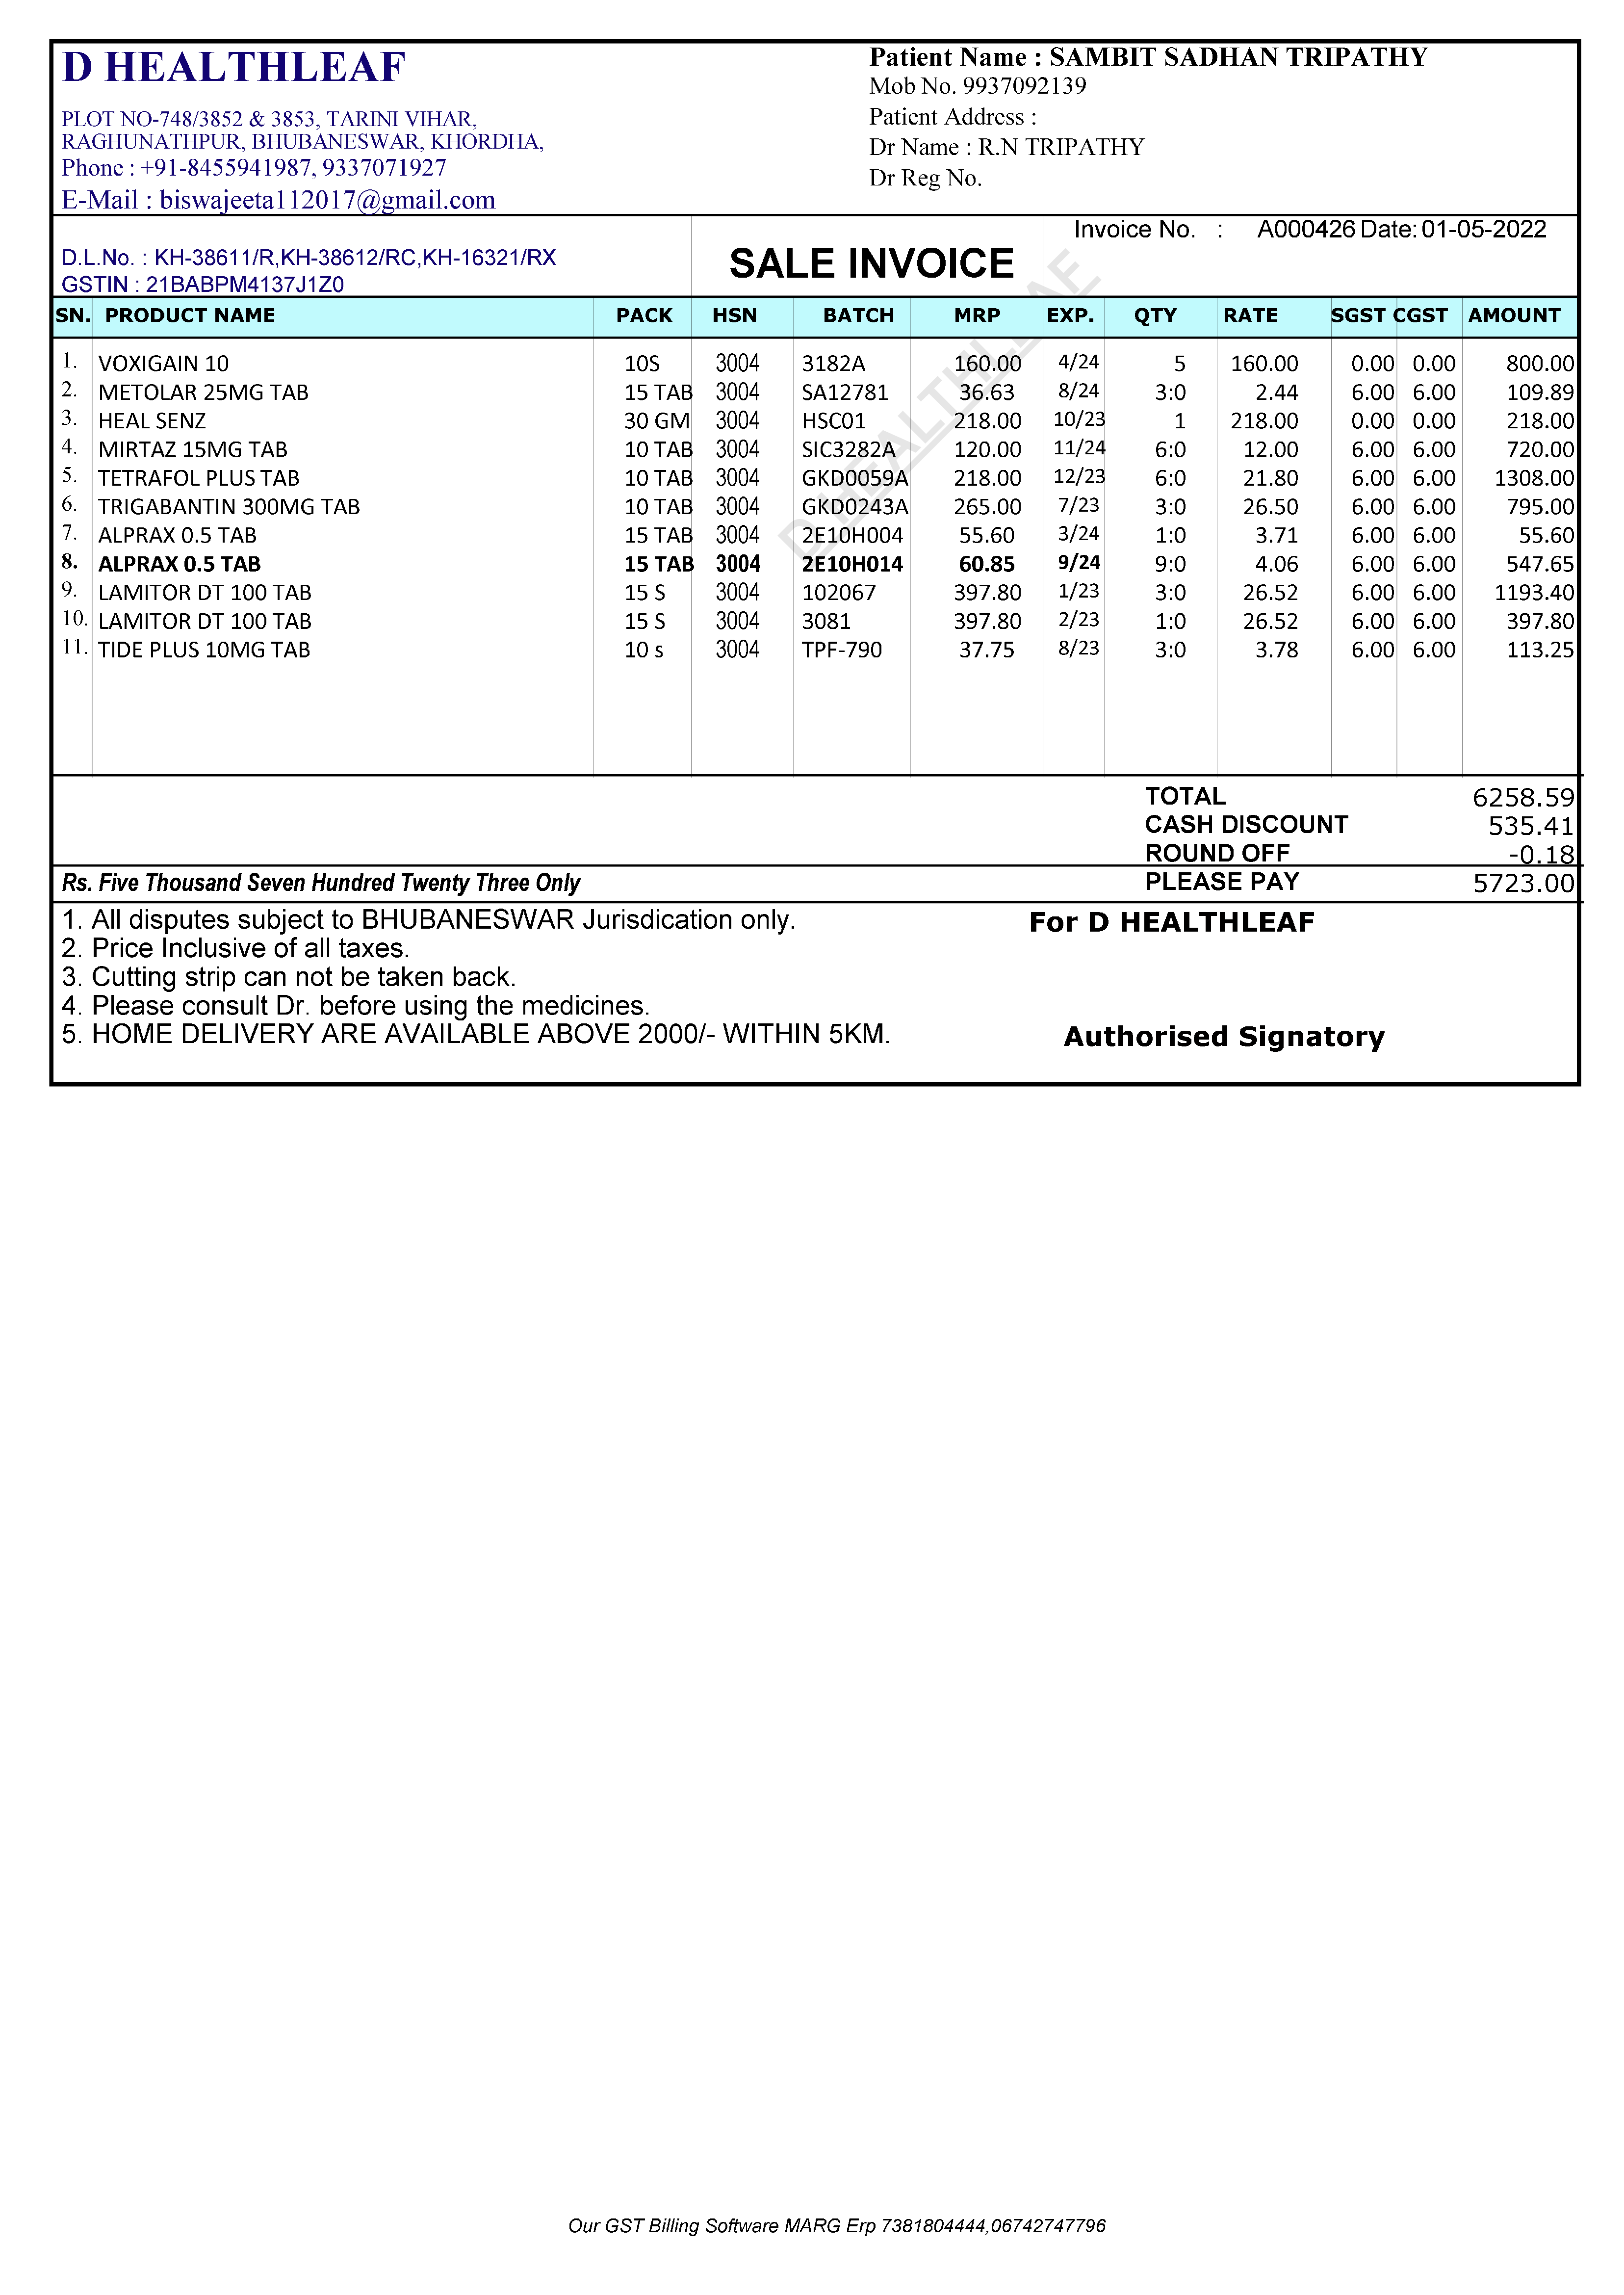 D HEALTHLEAF
PLOT NO-748/3852 & 3853, TARINI VIHAR,
RAGHUNATHPUR, BHUBANESWAR, KHORDHA,
Phone : +91-8455941987, 9337071927
E-Mail : biswajeeta112017@gmail.com
Patient Name : SAMBIT SADHAN TRIPATHY
Mob No. 9937092139
Patient Address :
Dr Name : R.N TRIPATHY
Dr Reg No.
D.L.No. : KH-38611/R,KH-38612/RC,KH-16321/RX
GSTIN : 21BABPM4137J1Z0
SALE INVOICE
Invoice No. : A000426 Date: 01-05-2022
D HEALTHLEAF
SN. PRODUCT NAME PACK HSN BATCH MRP EXP. QTY RATE SGST CGST AMOUNT
1. VOXIGAIN 10 10S 3004 3182A 160.00 4/24 5 160.00 0.00 0.00 800.00
2. METOLAR 25MG TAB 15 TAB 3004 SA12781 36.63 8/24 3:0 2.44 6.00 6.00 109.89
3. HEAL SENZ 30 GM 3004 HSC01 218.00 10/23 1 218.00 0.00 0.00 218.00
4. MIRTAZ 15MG TAB 10 TAB 3004 SIC3282A 120.00 11/24 6:0 12.00 6.00 6.00 720.00
5. TETRAFOL PLUS TAB 10 TAB 3004 GKD0059A 218.00 12/23 6:0 21.80 6.00 6.00 1308.00
6. TRIGABANTIN 300MG TAB 10 TAB 3004 GKD0243A 265.00 7/23 3:0 26.50 6.00 6.00 795.00
7. ALPRAX 0.5 TAB 15 TAB 3004 2E10H004 55.60 3/24 1:0 3.71 6.00 6.00 55.60
8. ALPRAX 0.5 TAB 15 TAB 3004 2E10H014 60.85 9/24 9:0 4.06 6.00 6.00 547.65
9. LAMITOR DT 100 TAB 15 S 3004 102067 397.80 1/23 3:0 26.52 6.00 6.00 1193.40
10. LAMITOR DT 100 TAB 15 S 3004 3081 397.80 2/23 1:0 26.52 6.00 6.00 397.80
11. TIDE PLUS 10MG TAB 10 s 3004 TPF-790 37.75 8/23 3:0 3.78 6.00 6.00 113.25
TOTAL 6258.59
CASH DISCOUNT 535.41
ROUND OFF -0.18
Rs. Five Thousand Seven Hundred Twenty Three Only PLEASE PAY 5723.00
1. All disputes subject to BHUBANESWAR Jurisdication only.
2. Price Inclusive of all taxes.
3. Cutting strip can not be taken back.
4. Please consult Dr. before using the medicines.
5. HOME DELIVERY ARE AVAILABLE ABOVE 2000/- WITHIN 5KM.
For D HEALTHLEAF
Authorised Signatory
Our GST Billing Software MARG Erp 7381804444,06742747796